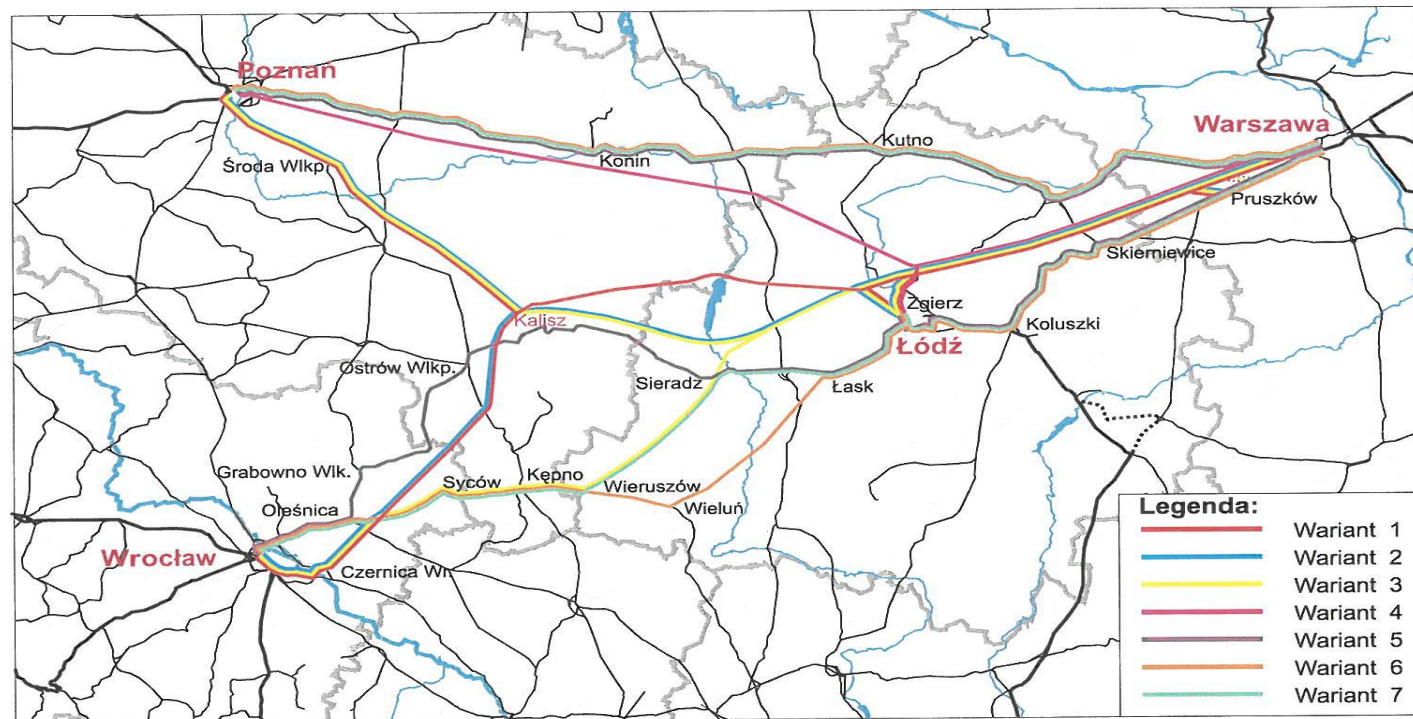 Poznań
Kutno
Warszawa
Konin
Środa Wlkp.
Pruszków
Skierniewice
Zgierz
Kalisz
Koluszki
Łódź
Ostrów Wlkp.
Sieradz
Łask
Grabowno Wlk.
Syców
Kępno
Wieruszów
Oleśnica
Wieluń
Wrocław
Czernica Wr.
Legenda:
Wariant 1
Wariant 2
Wariant 3
Wariant 4
Wariant 5
Wariant 6
Wariant 7